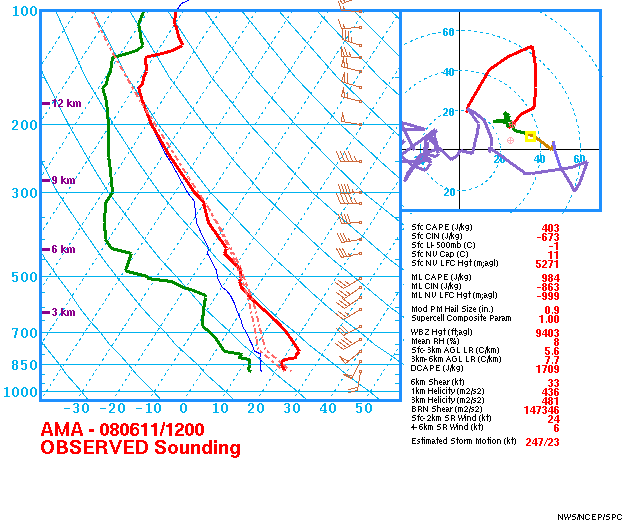 100
200
300
500
700
850
1000
12 km
9 km
6 km
3 km
-30 -20 -10 0 10 20 30 40 50
60
40
20
20
20 40 60
Sfc CAPE (J/kg) 403
Sfc CIN (J/kg) -673
Sfc LI-500mb (C) -1
Sfc NV Cap (C) 11
Sfc NV LFC Hgt (m;agl) 5271
ML CAPE (J/kg) 984
ML CIN (J/kg) -863
ML NV LFC Hgt (m;agl) -999
Mod PM Hail Size (in.) 0.9
Supercell Composite Param 1.00
WBZ Hgt (ft;agl) 9403
Mean RH (%) 8
Sfc-3km AGL LR (C/km) 5.6
3km-6km AGL LR (C/km) 7.7
DCAPE (J/kg) 1709
6km Shear (kt) 33
1km Helicity (m2/s2) 436
3km Helicity (m2/s2) 481
BRN Shear (m2/s2) 147346
Sfc-2km SR Wind (kt) 24
4-6km SR Wind (kt) 6
Estimated Storm Motion (kt) 247/23
AMA - 080611/1200
OBSERVED Sounding
NWS/NCEP/SPC